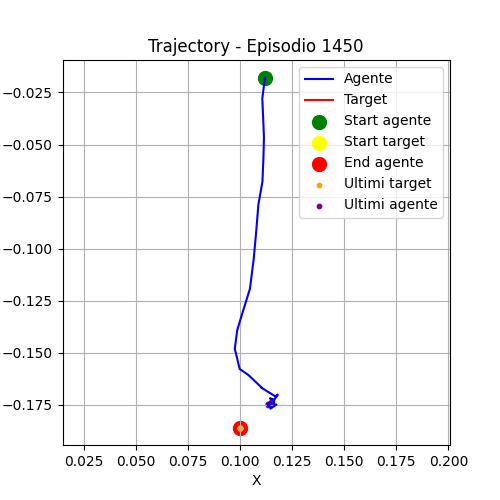 Trajectory - Episodio 1450
Agente
Target
Start agente
Start target
End agente
Ultimi target
Ultimi agente
−0.025
−0.050
−0.075
−0.100
−0.125
−0.150
−0.175
0.025 0.050 0.075 0.100 0.125 0.150 0.175 0.200
X